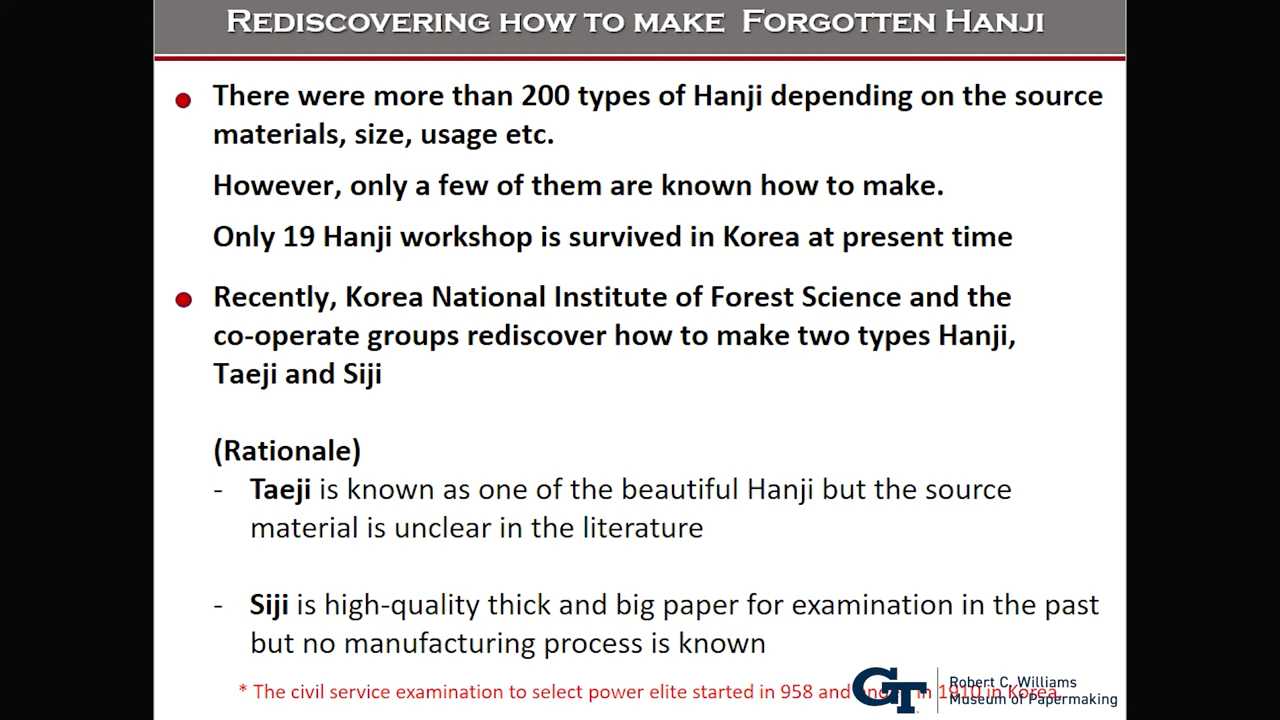 REDISCOVERING HOW TO MAKE FORGOTTEN HANJI
There were more than 200 types of Hanji depending on the source
materials, size, usage etc.
However, only a few of them are known how to make.
Only 19 Hanji workshop is survived in Korea at present time
Recently, Korea National Institute of Forest Science and the
co-operate groups rediscover how to make two types Hanji,
Taeji and Siji
(Rationale)
- Taeji is known as one of the beautiful Hanji but the source
material is unclear in the literature
- Siji is high-quality thick and big paper for examination in the past
but no manufacturing process is known
* The civil service examination to select power elite started in 958 and in 1910 in Korea
GT
Robert C. Williams
Museum of Papermaking